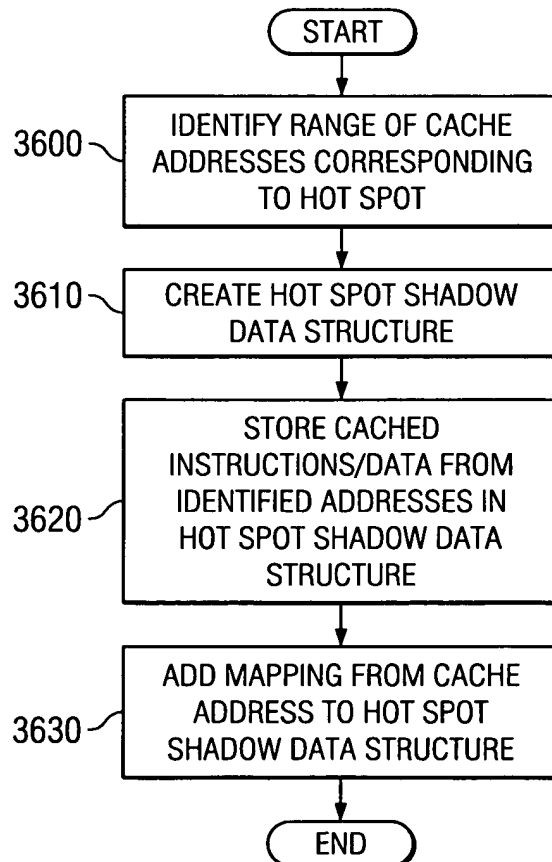 START
3600
IDENTIFY RANGE OF CACHE
ADDRESSES CORRESPONDING
TO HOT SPOT
3610
CREATE HOT SPOT SHADOW
DATA STRUCTURE
3620
STORE CACHED
INSTRUCTIONS/DATA FROM
IDENTIFIED ADDRESSES IN
HOT SPOT SHADOW DATA
STRUCTURE
3630
ADD MAPPING FROM CACHE
ADDRESS TO HOT SPOT
SHADOW DATA STRUCTURE
END